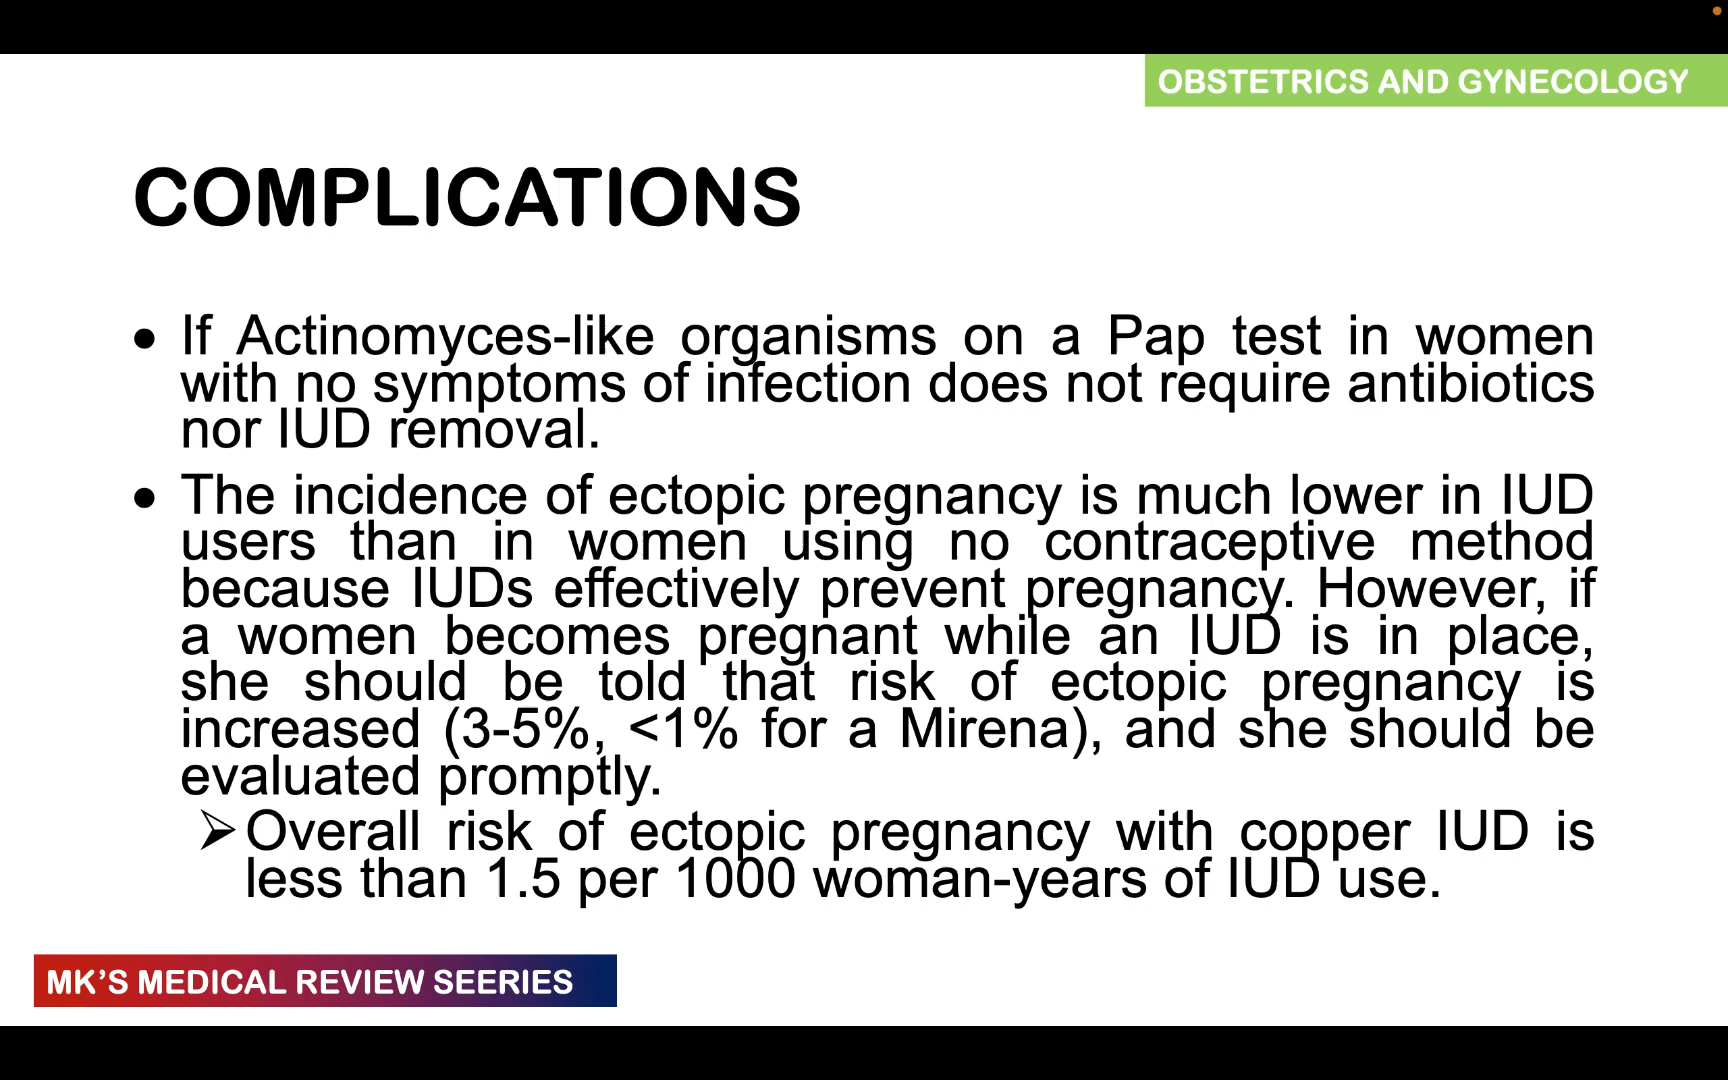 OBSTETRICS AND GYNECOLOGY
COMPLICATIONS
• If Actinomyces-like organisms on a Pap test in women
with no symptoms of infection does not require antibiotics
nor IUD removal.
• The incidence of ectopic pregnancy is much lower in IUD
users than in women using no contraceptive method
because IUDs effectively prevent pregnancy. However, if
a women becomes pregnant while an IUD is in place,
she should be told that risk of ectopic pregnancy is
increased (3-5%, <1% for a Mirena), and she should be
evaluated promptly.
➢ Overall risk of ectopic pregnancy with copper IUD is
less than 1.5 per 1000 woman-years of IUD use.
MK’S MEDICAL REVIEW SEERIES